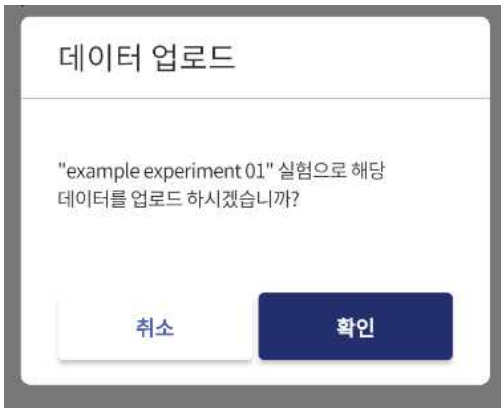 데이터 업로드
"example experiment 01" 실험으로 해당
데이터를 업로드 하시겠습니까?
취소
확인